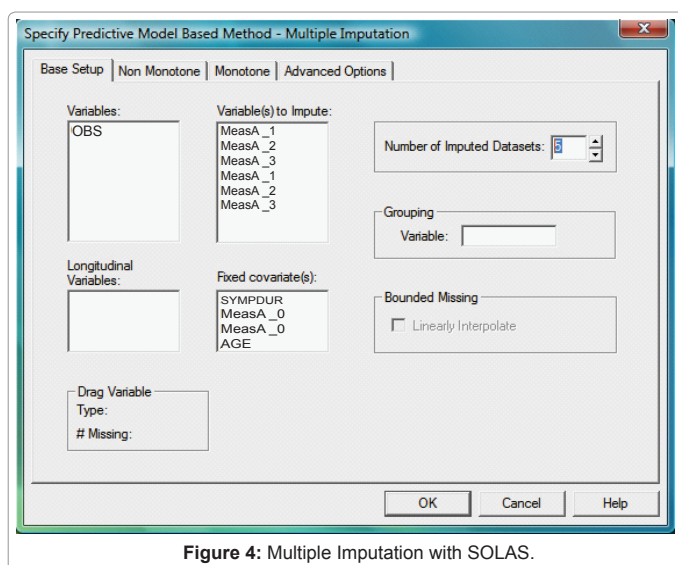 Specify Predictive Model Based Method - Multiple Imputation
Base Setup
Non Monotone
Monotone
Advanced Options
Variables:
OBS
Variable(s) to Impute:
MeasA _1
MeasA _2
MeasA _3
MeasA _1
MeasA _2
MeasA _3
Number of Imputed Datasets: 5
Grouping
Variable:
Longitudinal
Variables:
Fixed covariate(s):
SYMPDUR
MeasA _0
MeasA _0
AGE
Bounded Missing
Linearly Interpolate
Drag Variable
Type:
# Missing:
OK
Cancel
Help
Figure 4: Multiple Imputation with SOLAS.